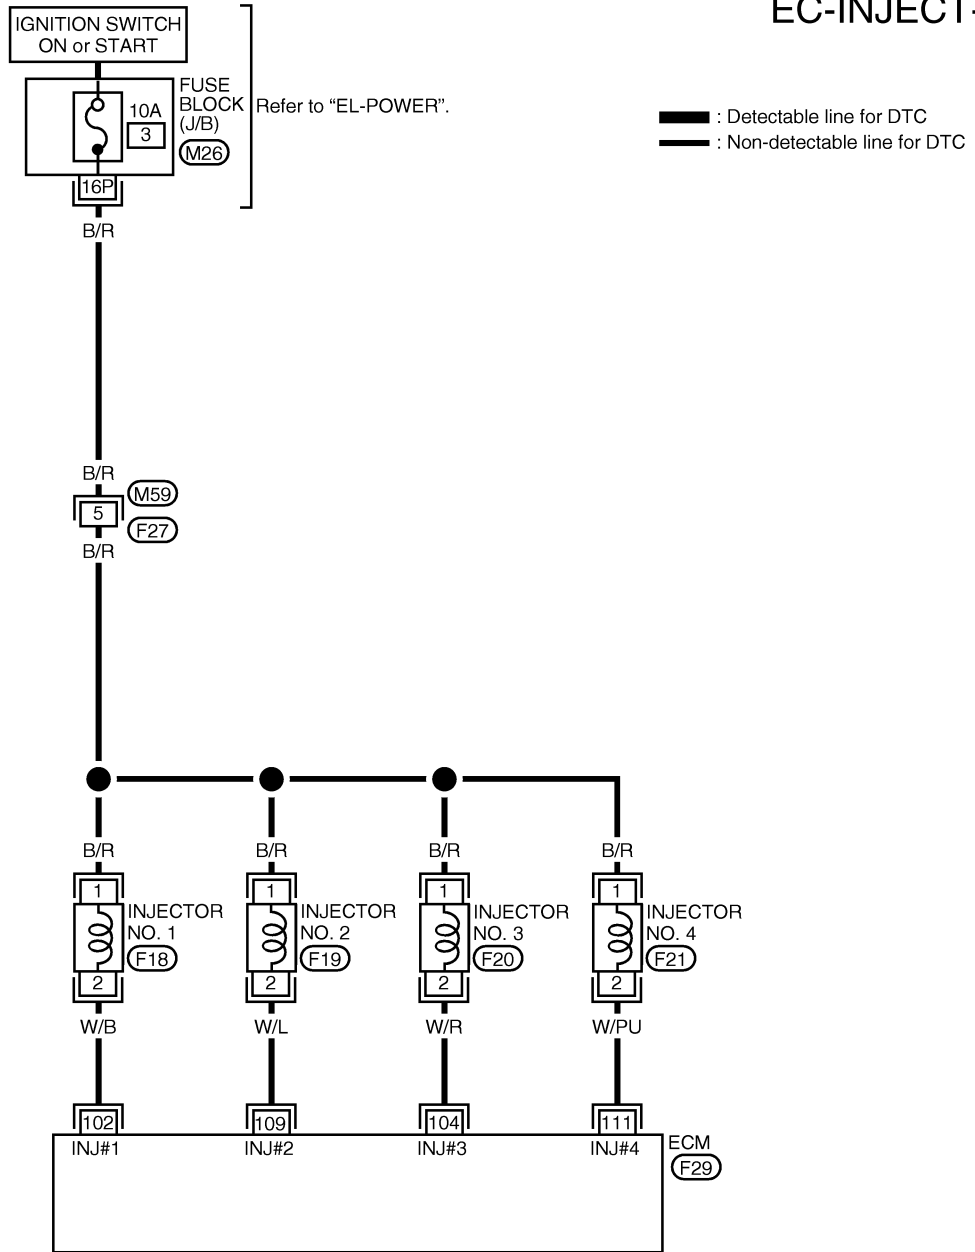 EC-INJECT-
IGNITION SWITCH
ON or START
FUSE
BLOCK
(J/B)
Refer to “EL-POWER”.
10A
3
M26
: Detectable line for DTC
: Non-detectable line for DTC
16P
B/R
B/R
M59
5
F27
B/R
B/R B/R B/R B/R
1 1 1 1
INJECTOR NO. 1
F18
INJECTOR NO. 2
F19
INJECTOR NO. 3
F20
INJECTOR NO. 4
F21
2 2 2 2
W/B W/L W/R W/PU
102 109 104 111
INJ#1 INJ#2 INJ#3 INJ#4
ECM
F29